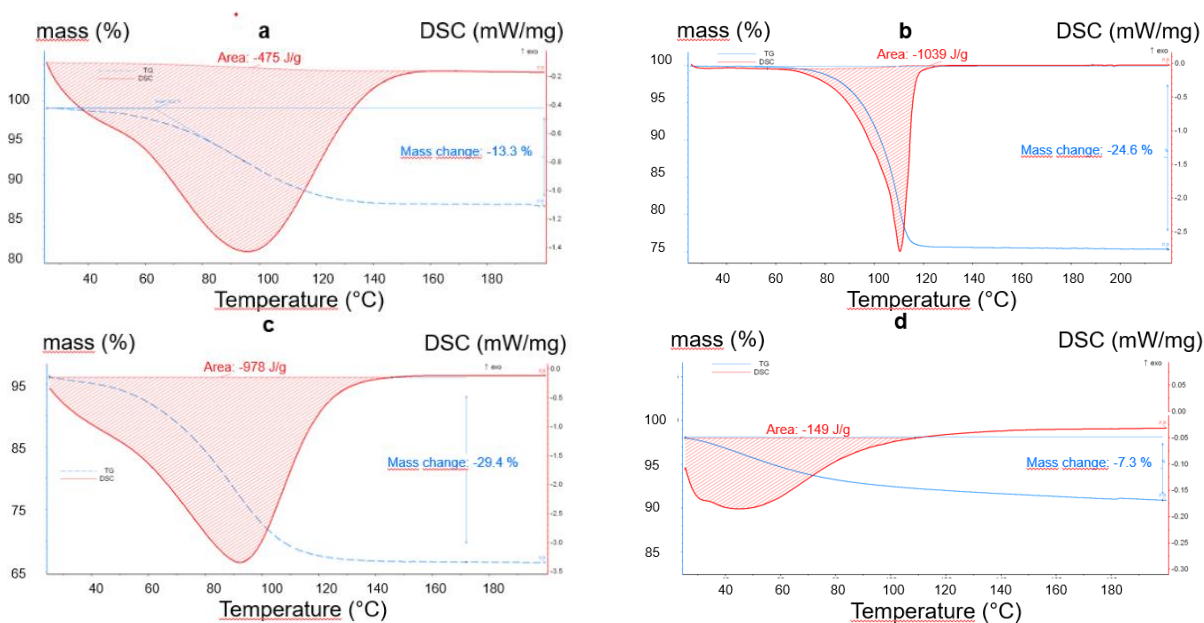 a
mass (%)
DSC (mW/mg)
Area: -475 J/g
↑ exo
TG
DSC
Mass change: -13.3 %
100
95
90
85
80
-0.2
-0.4
-0.6
-0.8
-1.0
-1.2
-1.4
40 60 80 100 120 140 160 180
Temperature (°C)
b
mass (%)
DSC (mW/mg)
Area: -1039 J/g
↑ exo
TG
DSC
Mass change: -24.6 %
100
95
90
85
80
75
0.0
-0.5
-1.0
-1.5
-2.0
-2.5
40 60 80 100 120 140 160 180 200
Temperature (°C)
c
mass (%)
DSC (mW/mg)
Area: -978 J/g
↑ exo
TG
DSC
Mass change: -29.4 %
95
85
75
65
0.0
-0.5
-1.0
-1.5
-2.0
-2.5
-3.0
-3.5
40 60 80 100 120 140 160 180
Temperature (°C)
d
mass (%)
DSC (mW/mg)
Area: -149 J/g
↑ exo
TG
DSC
Mass change: -7.3 %
100
95
90
85
0.05
0.00
-0.05
-0.10
-0.15
-0.20
-0.25
-0.30
40 60 80 100 120 140 160 180
Temperature (°C)